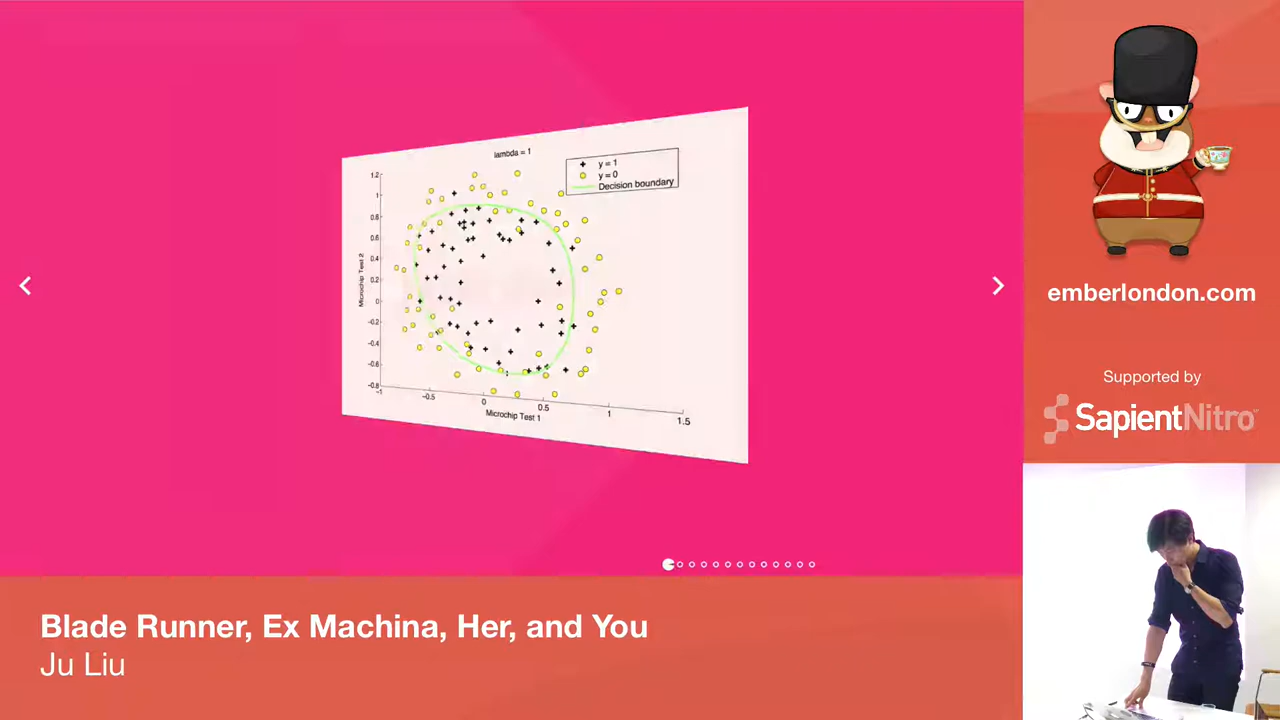 lambda = 1
y = 1
y = 0
Decision boundary
1.2
1
0.8
0.6
0.4
0.2
0
−0.2
−0.4
−0.6
−0.8
Microchip Test 2
−1
−0.5
0
0.5
1
1.5
Microchip Test 1
emberlondon.com
Supported by
SapientNitro
Blade Runner, Ex Machina, Her, and You
Ju Liu